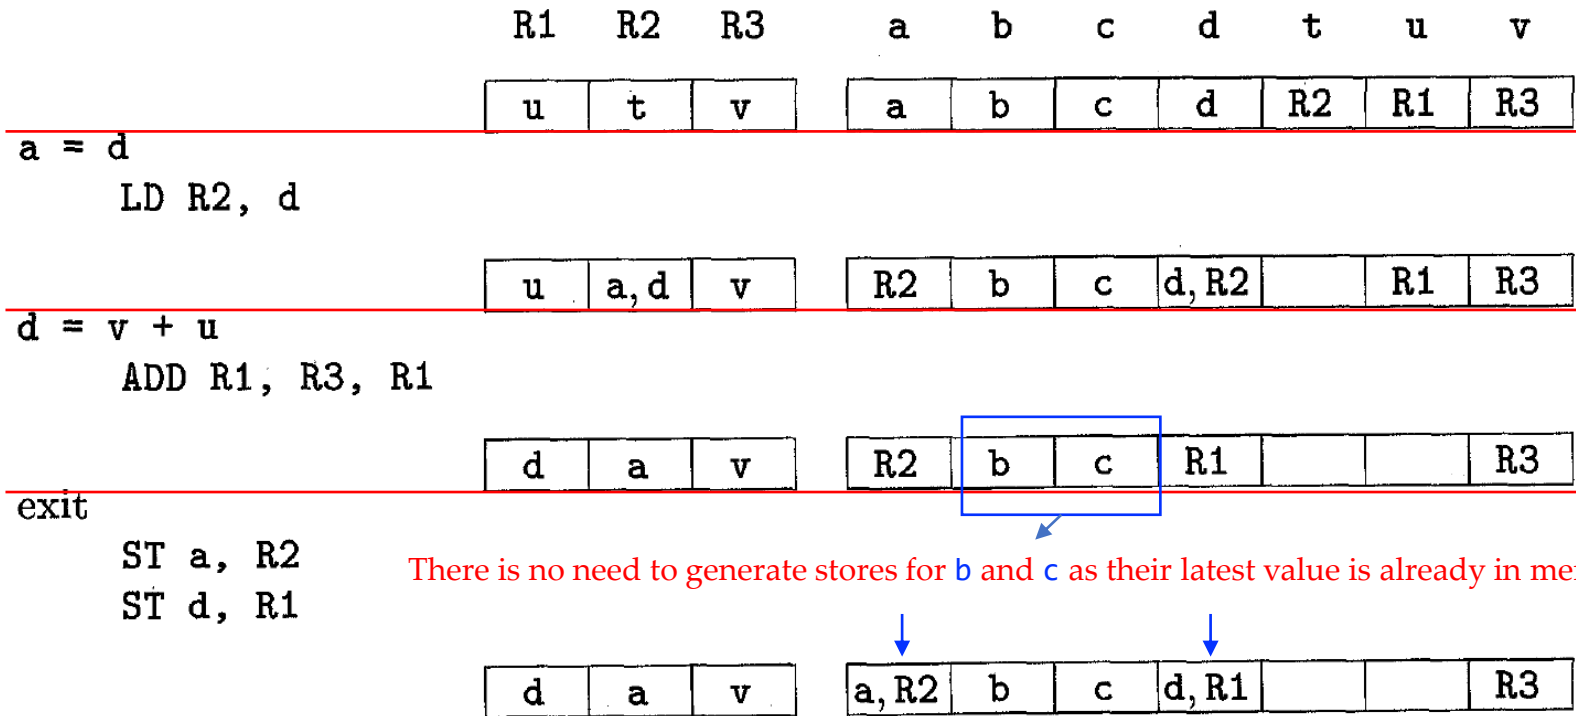 R1 R2 R3 a b c d t u v
u t v a b c d R2 R1 R3
a = d
LD R2, d
u a,d v R2 b c d,R2 R1 R3
d = v + u
ADD R1, R3, R1
d a v R2 b c R1 R3
exit
ST a, R2
There is no need to generate stores for b and c as their latest value is already in
ST d, R1
d a v a,R2 b c d,R1 R3